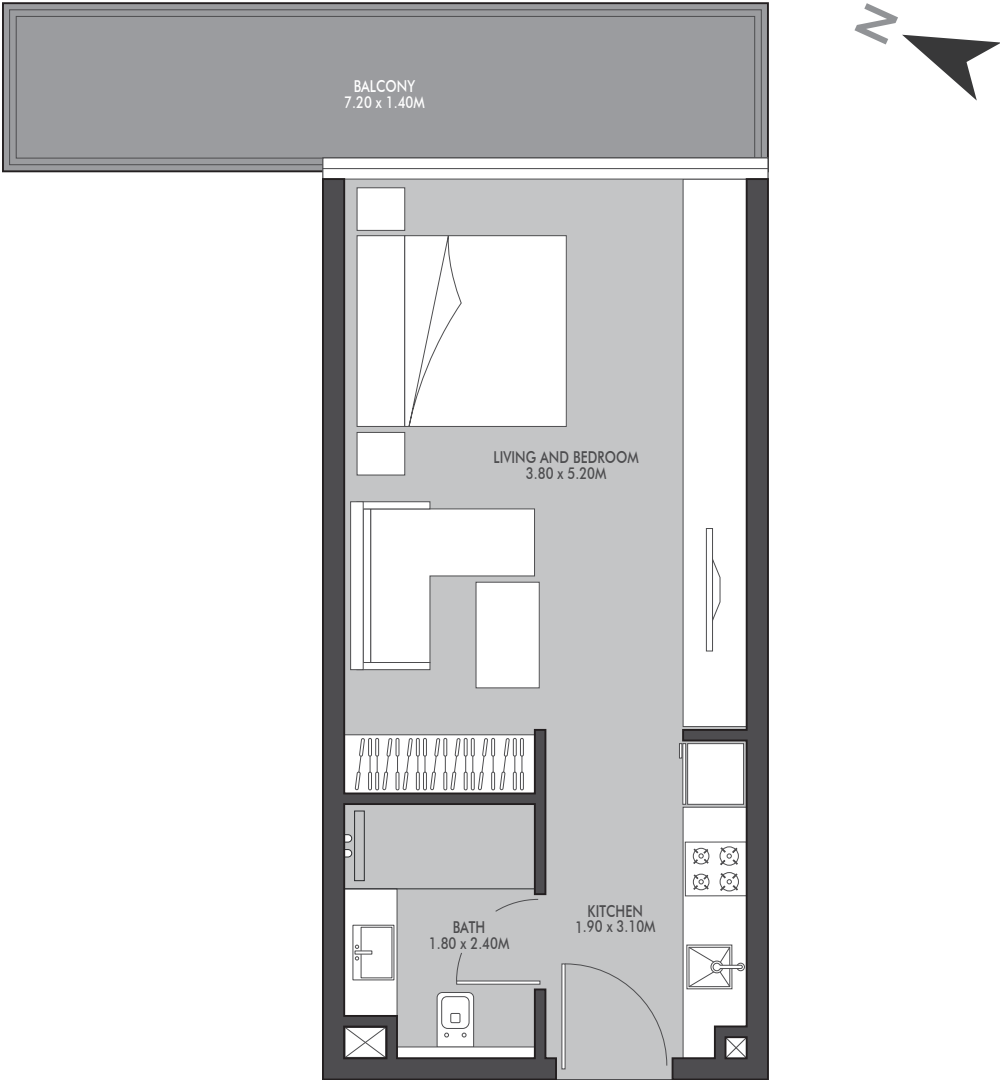 N
BALCONY
7.20 x 1.40M
LIVING AND BEDROOM
3.80 x 5.20M
KITCHEN
1.90 x 3.10M
BATH
1.80 x 2.40M